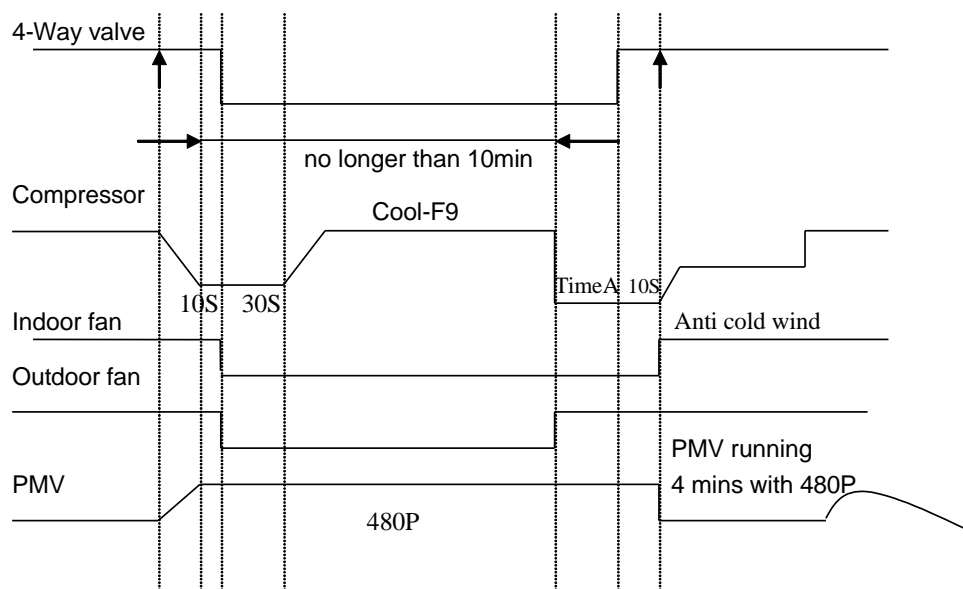 4-Way valve
no longer than 10min
Compressor
Cool-F9
10S
30S
TimeA
10S
Indoor fan
Anti cold wind
Outdoor fan
PMV
480P
PMV running
4 mins with 480P